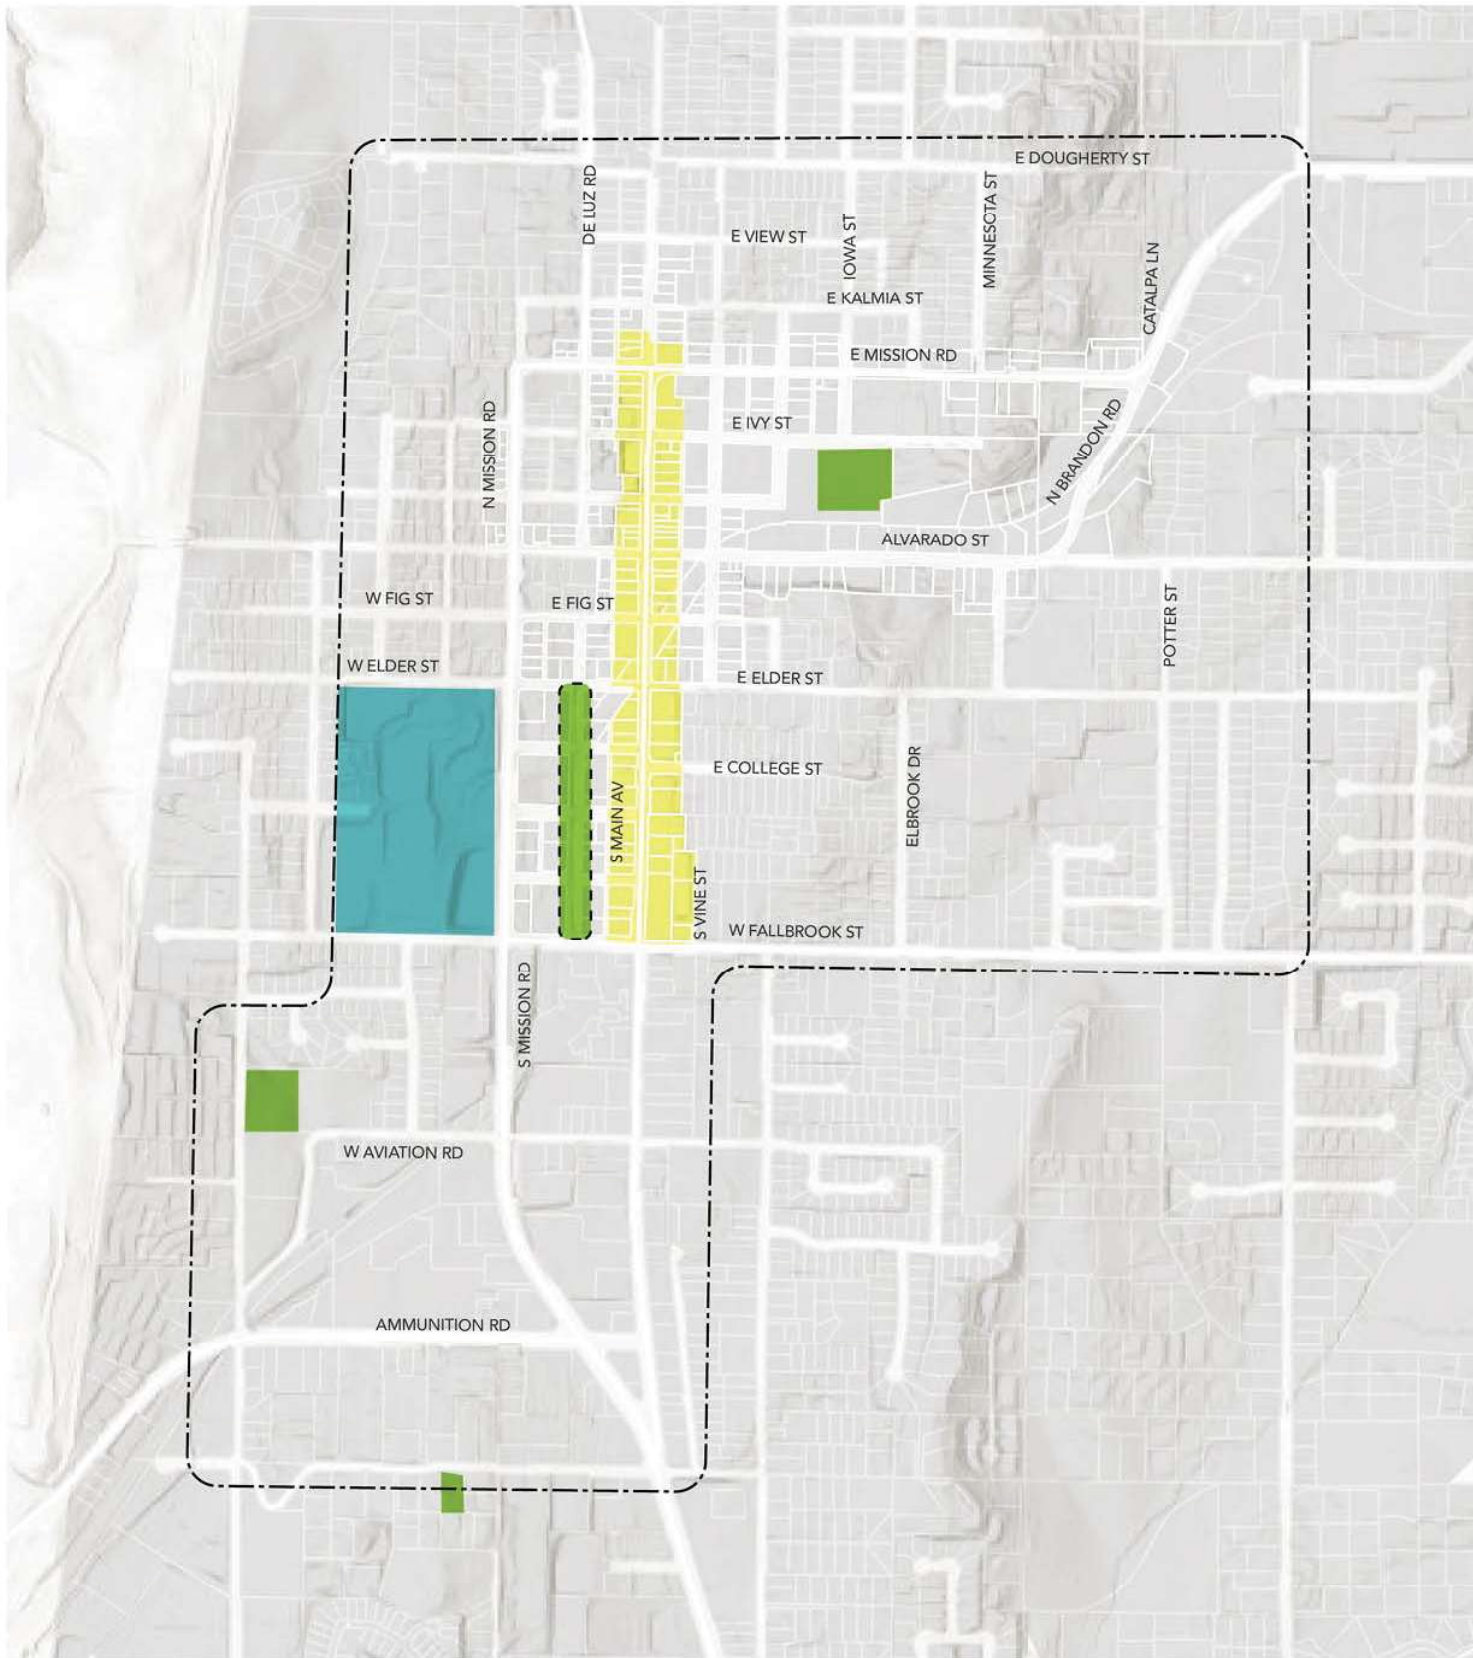 E DOUGHERTY ST
DE LUZ RD
MINNESOTA ST
IOWA ST
E VIEW ST
CATALPA LN
E KALMIA ST
E MISSION RD
N MISSION RD
E IVY ST
N BRANDON RD
ALVARADO ST
W FIG ST
E FIG ST
POTTER ST
W ELDER ST
E ELDER ST
E COLLEGE ST
ELBROOK DR
S MAIN AV
S VINE ST
W FALLBROOK ST
S MISSION RD
W AVIATION RD
AMMUNITION RD